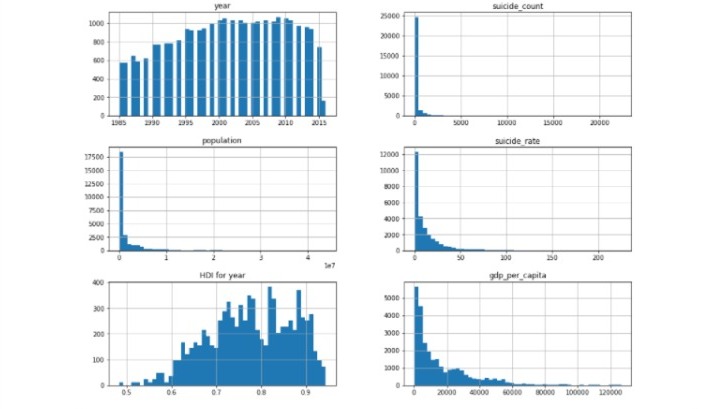 year
1000
800
600
400
200
0
1985 1990 1995 2000 2005 2010 2015
suicide_count
25000
20000
15000
10000
5000
0
0 5000 10000 15000 20000
population
17500
15000
12500
10000
7500
5000
2500
0
0 1 2 3 4
1e7
suicide_rate
12000
10000
8000
6000
4000
2000
0
0 50 100 150 200
HDI for year
400
300
200
100
0
0.5 0.6 0.7 0.8 0.9
gdp_per_capita
5000
4000
3000
2000
1000
0
0 20000 40000 60000 80000 100000 120000